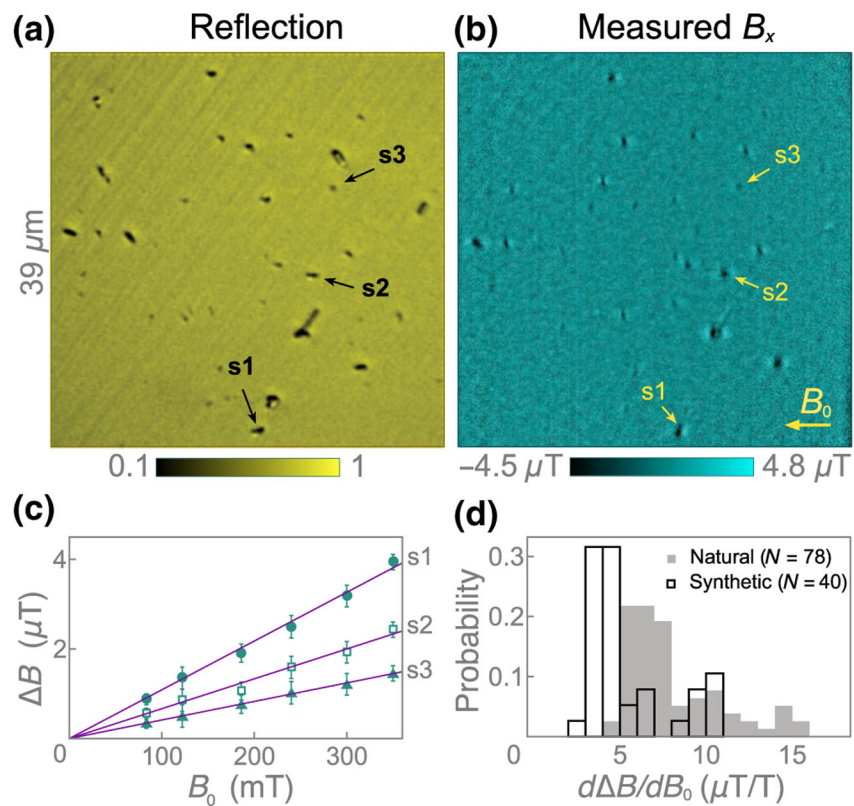 (a) Reflection
(b) Measured Bₓ
39 μm
s3
s2
s1
s3
s2
s1
B₀
0.1 1
−4.5 μT 4.8 μT
(c)
ΔB (μT)
4
2
0 100 200 300
B₀ (mT)
s1
s2
s3
(d)
Probability
0.3
0.1
0 5 10 15
dΔB/dB₀ (μT/T)
Natural (N = 78)
Synthetic (N = 40)